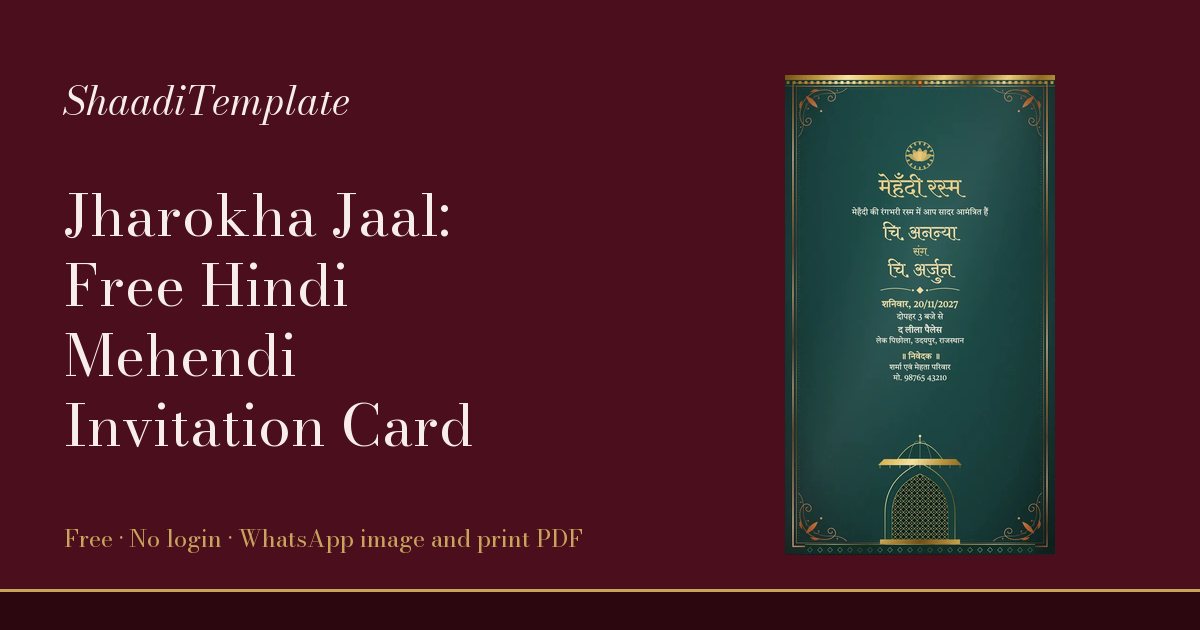 ShaadiTemplate
Jharokha Jaal:
Free Hindi
Mehendi
Invitation Card
Free · No login · WhatsApp image and print PDF
मेहँदी रस्म
मेहँदी की रंगभरी रस्म में आप सादर आमंत्रित हैं
चि. अनन्या
संग
चि. अर्जुन
शनिवार, 20/11/2027
दोपहर 3 बजे से
द लीला पैलेस
लेक पिछोला, उदयपुर, राजस्थान
॥ निवेदक ॥
शर्मा एवं मेहता परिवार
मो. 98765 43210